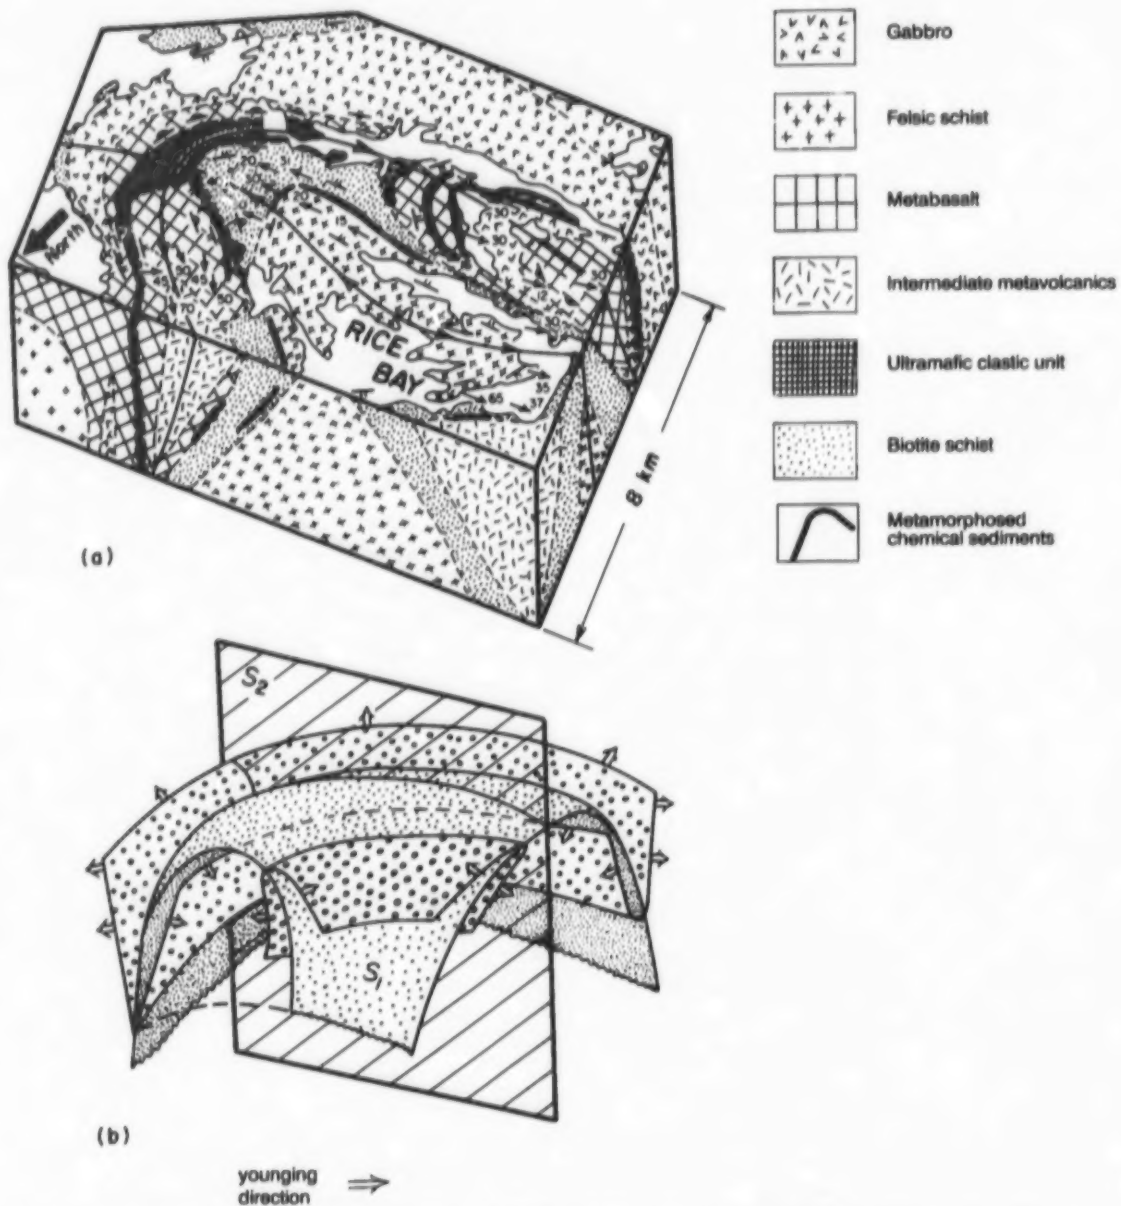 Gabbro
Felsic schist
Metabasalt
Intermediate metavolcanics
Ultramafic clastic unit
Biotite schist
Metamorphosed
chemical sediments
North
RICE
BAY
8 km
(a)
S2
S1
(b)
younging
direction